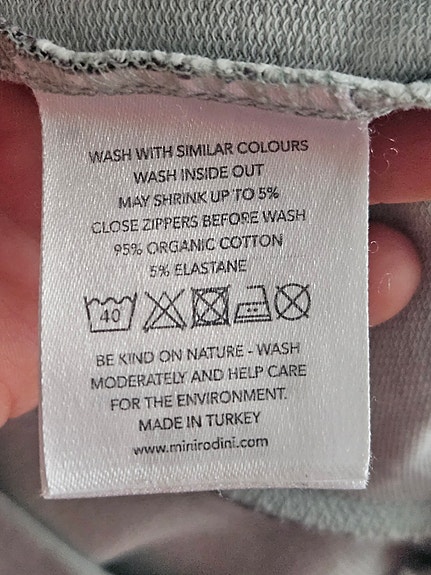 WASH WITH SIMILAR COLOURS
WASH INSIDE OUT
MAY SHRINK UP TO 5%
CLOSE ZIPPERS BEFORE WASH
95% ORGANIC COTTON
5% ELASTANE
40
BE KIND ON NATURE - WASH
MODERATELY AND HELP CARE
FOR THE ENVIRONMENT.
MADE IN TURKEY
www.minirodini.com